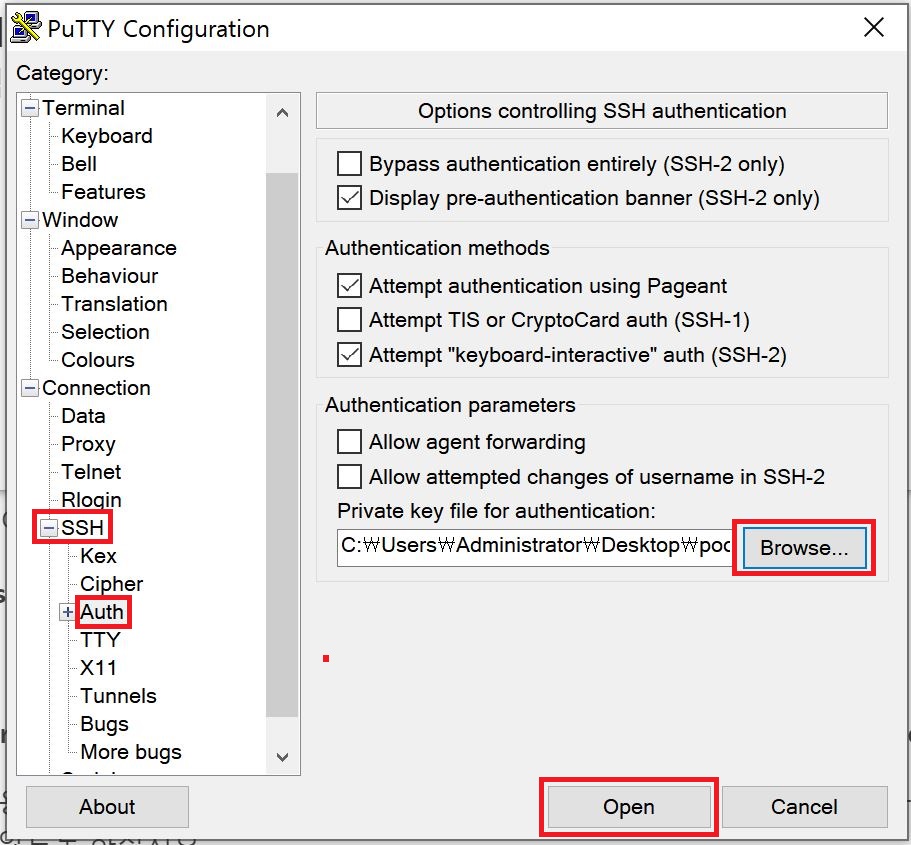 PuTTY Configuration
Category:
Terminal
Keyboard
Bell
Features
Window
Appearance
Behaviour
Translation
Selection
Colours
Connection
Data
Proxy
Telnet
Rlogin
SSH
Kex
Cipher
Auth
TTY
X11
Tunnels
Bugs
More bugs
Options controlling SSH authentication
Bypass authentication entirely (SSH-2 only)
Display pre-authentication banner (SSH-2 only)
Authentication methods
Attempt authentication using Pageant
Attempt TIS or CryptoCard auth (SSH-1)
Attempt "keyboard-interactive" auth (SSH-2)
Authentication parameters
Allow agent forwarding
Allow attempted changes of username in SSH-2
Private key file for authentication:
C:₩Users₩Administrator₩Desktop₩poc
Browse...
About
Open
Cancel